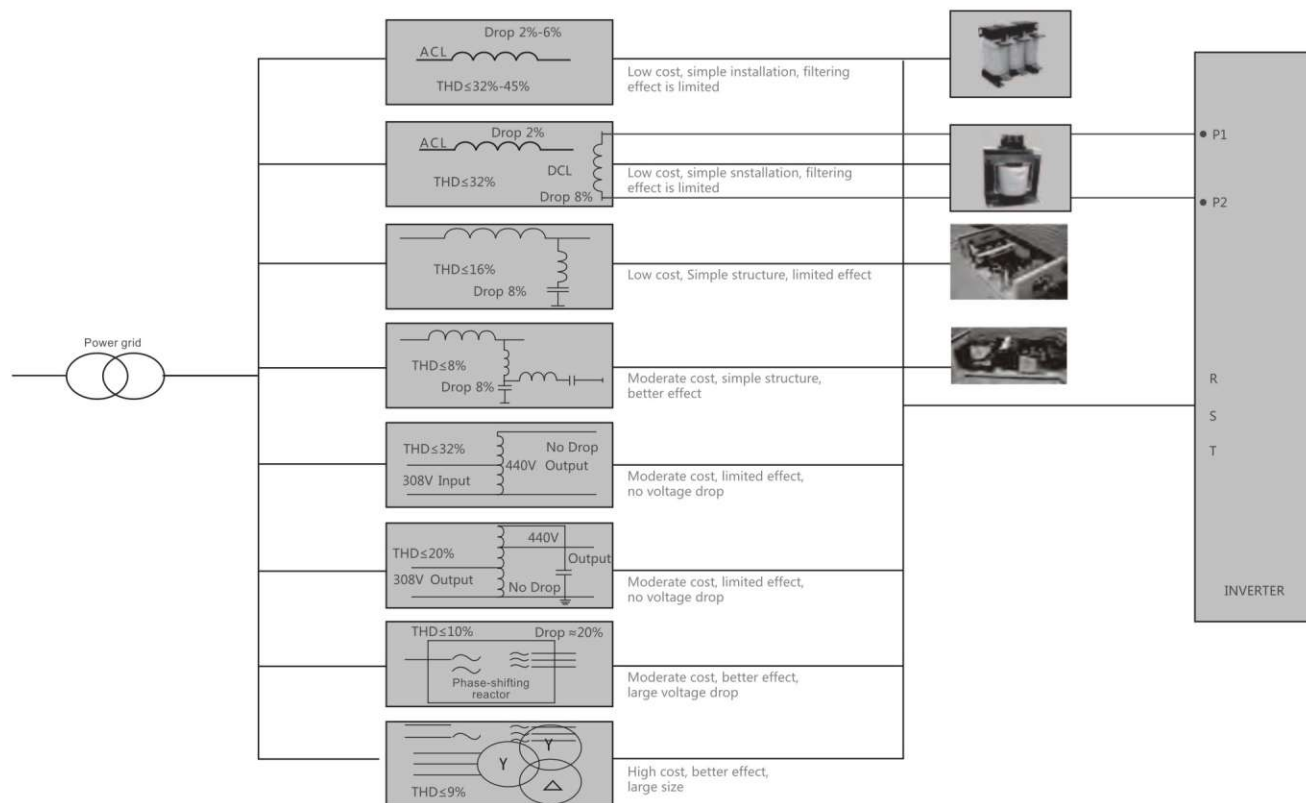 Drop 2%-6%
ACL
THD≤32%-45%
Low cost, simple installation, filtering
effect is limited
Drop 2%
ACL
DCL
THD≤32%
Drop 8%
Low cost, simple snstallation, filtering
effect is limited
P1
P2
THD≤16%
Drop 8%
Low cost, Simple structure, limited effect
Power grid
THD≤8%
Drop 8%
Moderate cost, simple structure,
better effect
R
S
T
THD≤32%
No Drop
440V Output
308V Input
Moderate cost, limited effect,
no voltage drop
440V
THD≤20%
Output
308V Output
No Drop
Moderate cost, limited effect,
no voltage drop
INVERTER
THD≤10%
Drop ≈20%
Phase-shifting
reactor
Moderate cost, better effect,
large voltage drop
Y
Y
THD≤9%
High cost, better effect,
large size